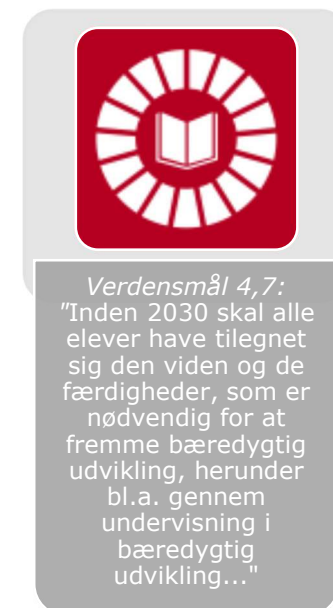 Verdensmål 4,7:
"Inden 2030 skal alle
elever have tilegnet
sig den viden og de
færdigheder, som er
nødvendig for at
fremme bæredygtig
udvikling, herunder
bl.a. gennem
undervisning i
bæredygtig
udvikling..."